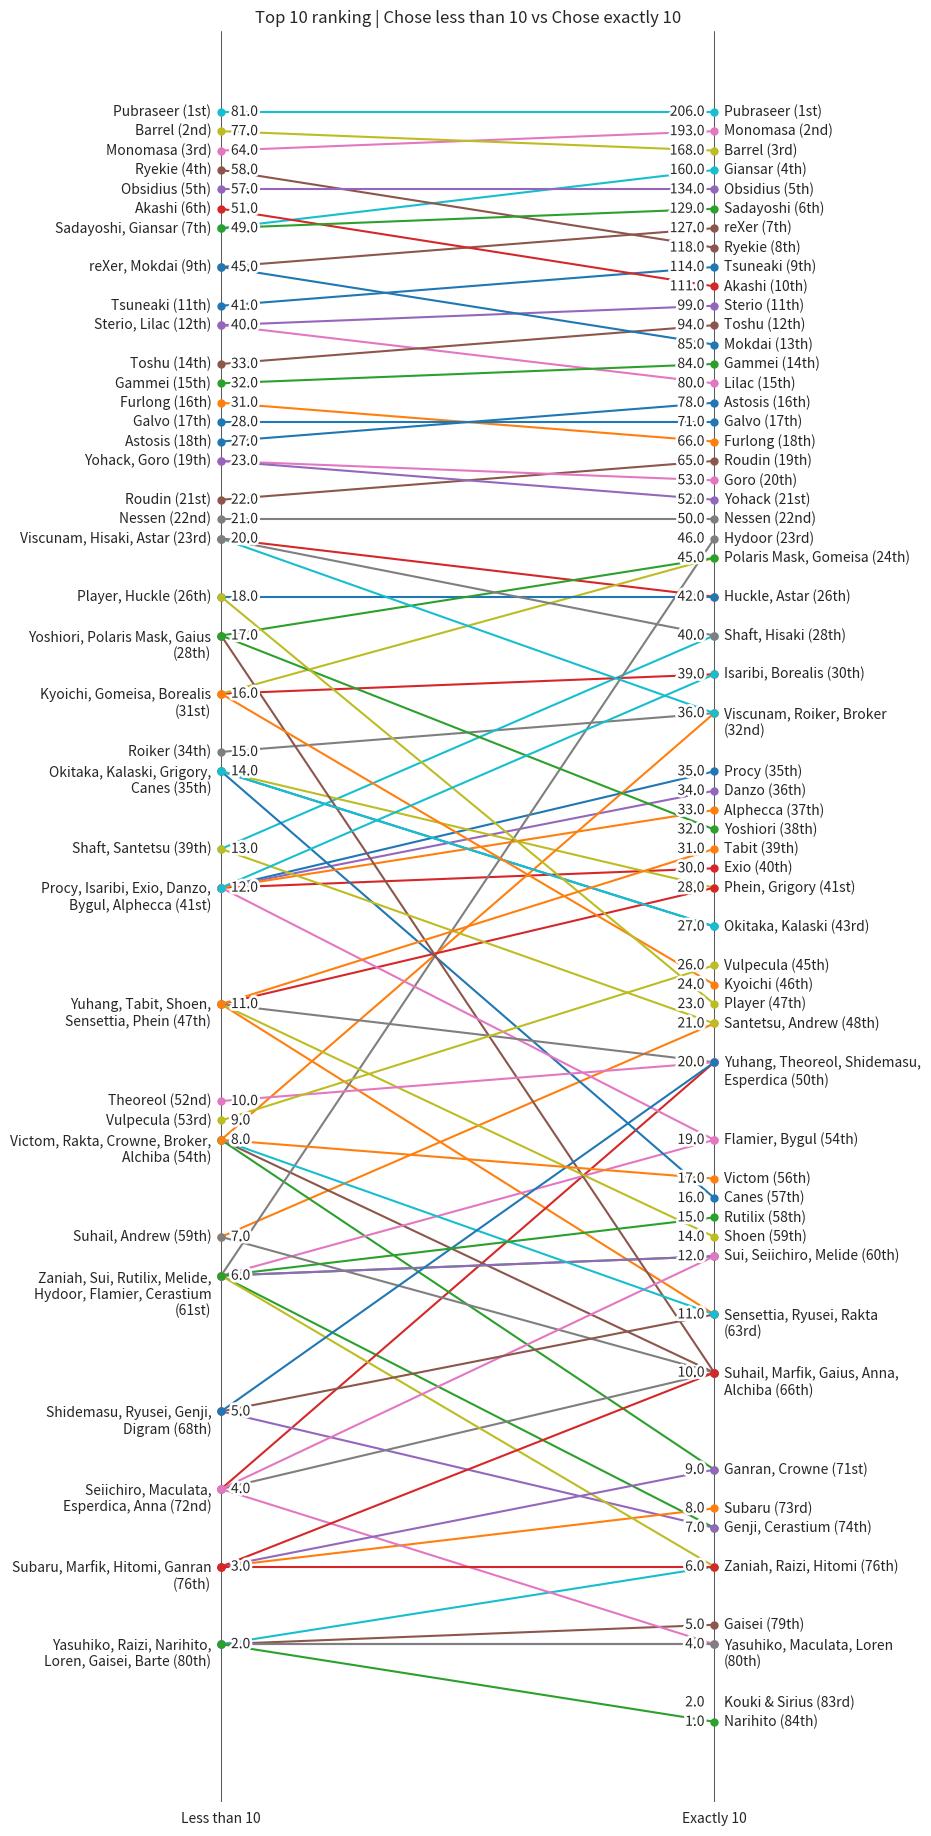 Top 10 ranking | Chose less than 10 vs Chose exactly 10
Pubraseer (1st) 81.0
Barrel (2nd) 77.0
Monomasa (3rd) 64.0
Ryekie (4th) 58.0
Obsidius (5th) 57.0
Akashi (6th) 51.0
Sadayoshi, Giansar (7th) 49.0
reXer, Mokdai (9th) 45.0
Tsuneaki (11th) 41.0
Sterio, Lilac (12th) 40.0
Toshu (14th) 33.0
Gammei (15th) 32.0
Furlong (16th) 31.0
Galvo (17th) 28.0
Astosis (18th) 27.0
Yohack, Goro (19th) 23.0
Roudin (21st) 22.0
Nessen (22nd) 21.0
Viscunam, Hisaki, Astar (23rd) 20.0
Player, Huckle (26th) 18.0
Yoshiori, Polaris Mask, Gaius 17.0
(28th)
Kyoichi, Gomeisa, Borealis 16.0
(31st)
Roiker (34th) 15.0
Okitaka, Kalaski, Grigory, 14.0
Canes (35th)
Shaft, Santetsu (39th) 13.0
Procy, Isaribi, Exio, Danzo, 12.0
Bygul, Alphecca (41st)
Yuhang, Tabit, Shoen, 11.0
Sensettia, Phein (47th)
Theoreol (52nd) 10.0
Vulpecula (53rd) 9.0
Victom, Rakta, Crowne, Broker, 8.0
Alchiba (54th)
Suhail, Andrew (59th) 7.0
Zaniah, Sui, Rutilix, Melide, 6.0
Hydoor, Flamier, Cerastium
(61st)
Shidemasu, Ryusei, Genji, 5.0
Digram (68th)
Seiichiro, Maculata, 4.0
Esperdica, Anna (72nd)
Subaru, Marfik, Hitomi, Ganran 3.0
(76th)
Yasuhiko, Raizi, Narihito, 2.0
Loren, Gaisei, Barte (80th)
206.0 Pubraseer (1st)
193.0 Monomasa (2nd)
168.0 Barrel (3rd)
160.0 Giansar (4th)
134.0 Obsidius (5th)
129.0 Sadayoshi (6th)
127.0 reXer (7th)
118.0 Ryekie (8th)
114.0 Tsuneaki (9th)
111.0 Akashi (10th)
99.0 Sterio (11th)
94.0 Toshu (12th)
85.0 Mokdai (13th)
84.0 Gammei (14th)
80.0 Lilac (15th)
78.0 Astosis (16th)
71.0 Galvo (17th)
66.0 Furlong (18th)
65.0 Roudin (19th)
53.0 Goro (20th)
52.0 Yohack (21st)
50.0 Nessen (22nd)
46.0 Hydoor (23rd)
45.0 Polaris Mask, Gomeisa (24th)
42.0 Huckle, Astar (26th)
40.0 Shaft, Hisaki (28th)
39.0 Isaribi, Borealis (30th)
36.0 Viscunam, Roiker, Broker
(32nd)
35.0 Procy (35th)
34.0 Danzo (36th)
33.0 Alphecca (37th)
32.0 Yoshiori (38th)
31.0 Tabit (39th)
30.0 Exio (40th)
28.0 Phein, Grigory (41st)
27.0 Okitaka, Kalaski (43rd)
26.0 Vulpecula (45th)
24.0 Kyoichi (46th)
23.0 Player (47th)
21.0 Santetsu, Andrew (48th)
20.0 Yuhang, Theoreol, Shidemasu,
Esperdica (50th)
19.0 Flamier, Bygul (54th)
17.0 Victom (56th)
16.0 Canes (57th)
15.0 Rutilix (58th)
14.0 Shoen (59th)
12.0 Sui, Seiichiro, Melide (60th)
11.0 Sensettia, Ryusei, Rakta
(63rd)
10.0 Suhail, Marfik, Gaius, Anna,
Alchiba (66th)
9.0 Ganran, Crowne (71st)
8.0 Subaru (73rd)
7.0 Genji, Cerastium (74th)
6.0 Zaniah, Raizi, Hitomi (76th)
5.0 Gaisei (79th)
4.0 Yasuhiko, Maculata, Loren
(80th)
2.0 Kouki & Sirius (83rd)
1.0 Narihito (84th)
Less than 10
Exactly 10